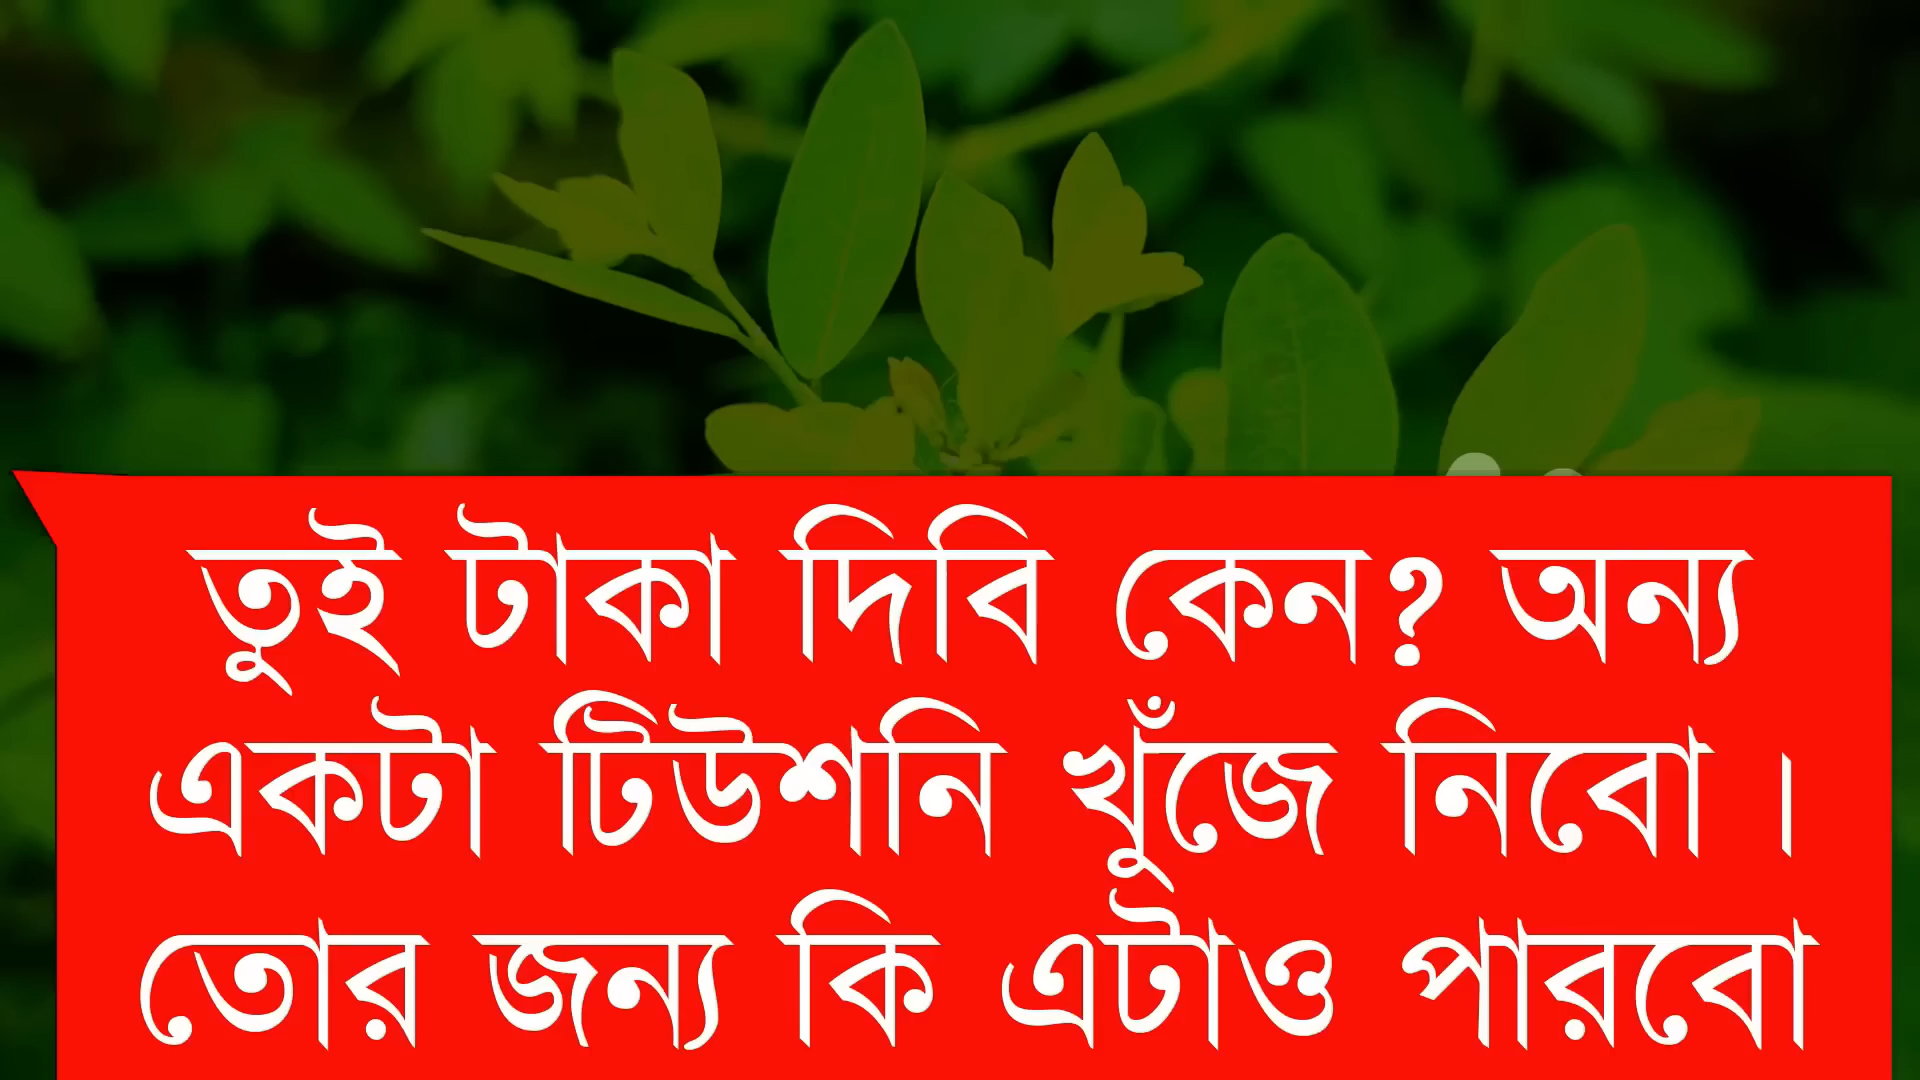 তুই টাকা দিবি কেন? অন্য
একটা টিউশনি খুঁজে নিবো ।
তোর জন্য কি এটাও পারবো